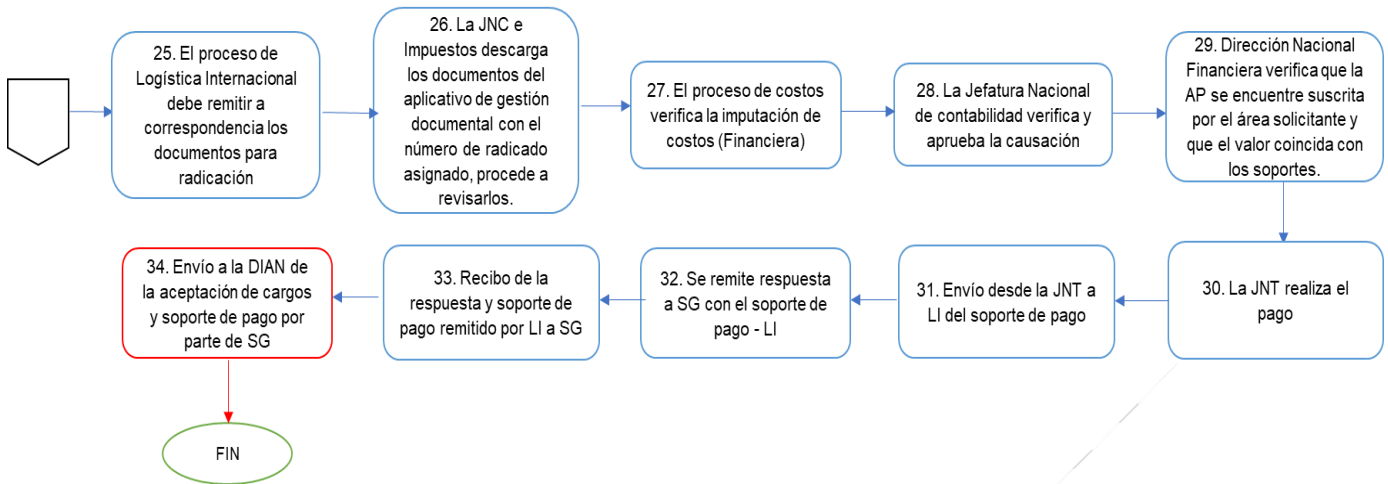 25. El proceso de
Logística Internacional
debe remitir a
correspondencia los
documentos para
radicación
26. La JNC e
Impuestos descarga
los documentos del
aplicativo de gestión
documental con el
número de radicado
asignado, procede a
revisarlos.
27. El proceso de costos
verifica la imputación de
costos (Financiera)
28. La Jefatura Nacional
de contabilidad verifica y
aprueba la causación
29. Dirección Nacional
Financiera verifica que la
AP se encuentre suscrita
por el área solicitante y
que el valor coincida con
los soportes.
30. La JNT realiza el
pago
31. Envío desde la JNT a
LI del soporte de pago
32. Se remite respuesta
a SG con el soporte de
pago - LI
33. Recibo de la
respuesta y soporte de
pago remitido por LI a SG
34. Envío a la DIAN de
la aceptación de cargos
y soporte de pago por
parte de SG
FIN